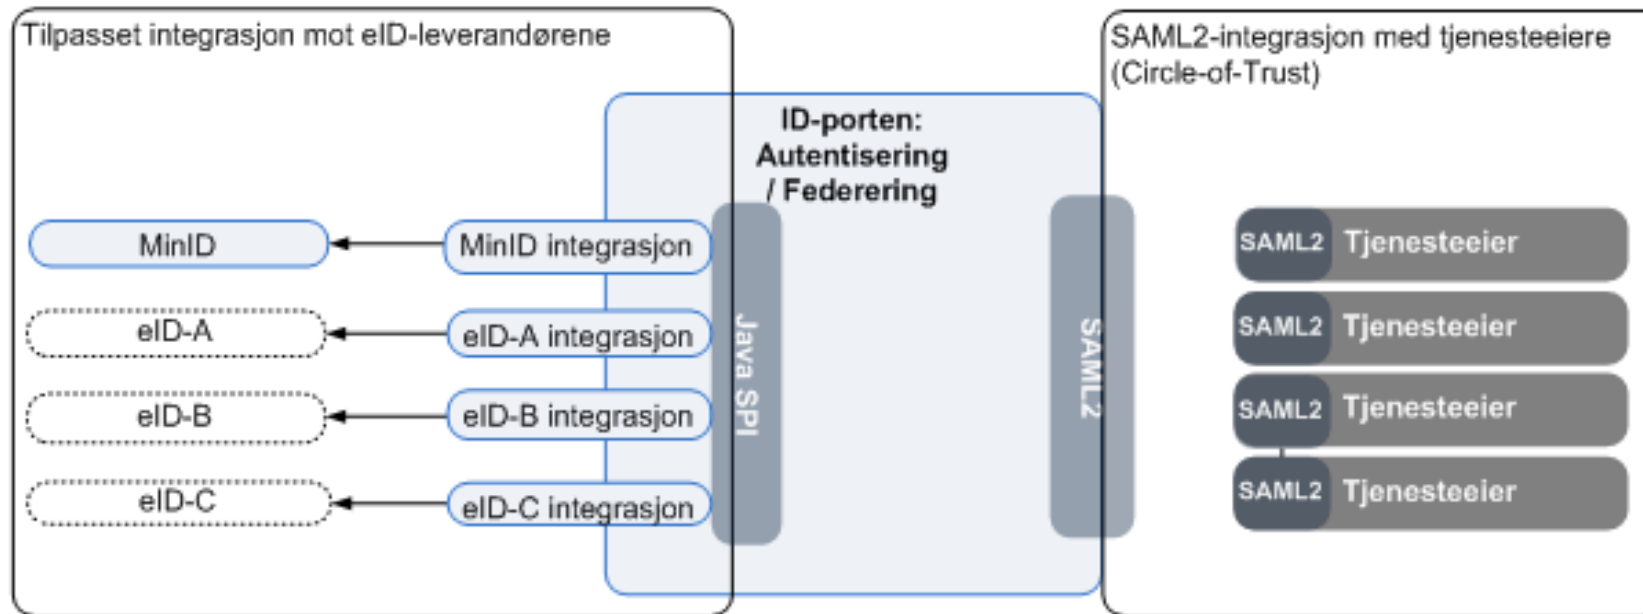 Tilpasset integrasjon mot eID-leverandørene
SAML2-integrasjon med tjenesteeiere
(Circle-of-Trust)
ID-porten:
Autentisering
/ Federering
MinID
MinID integrasjon
eID-A
eID-A integrasjon
eID-B
eID-B integrasjon
eID-C
eID-C integrasjon
Java SPI
SAML2
SAML2 Tjenesteeier
SAML2 Tjenesteeier
SAML2 Tjenesteeier
SAML2 Tjenesteeier